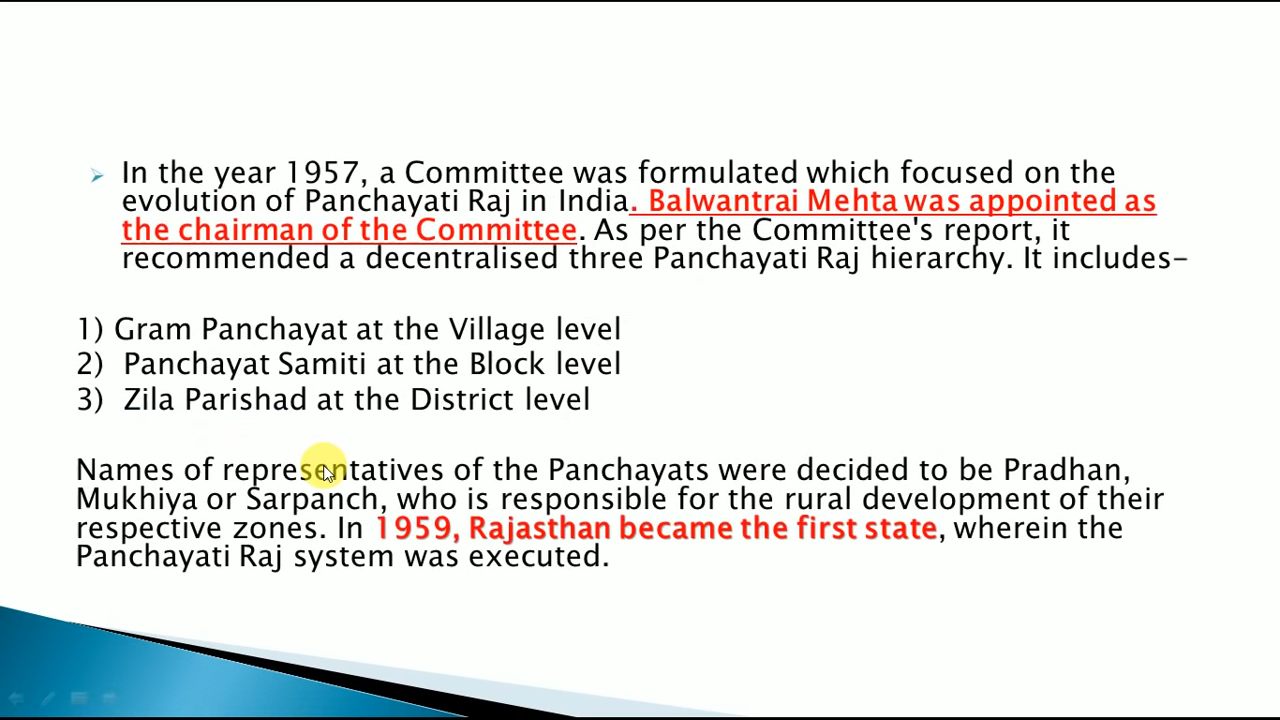 In the year 1957, a Committee was formulated which focused on the
evolution of Panchayati Raj in India. Balwantrai Mehta was appointed as
the chairman of the Committee. As per the Committee's report, it
recommended a decentralised three Panchayati Raj hierarchy. It includes–
1) Gram Panchayat at the Village level
2) Panchayat Samiti at the Block level
3) Zila Parishad at the District level
Names of representatives of the Panchayats were decided to be Pradhan,
Mukhiya or Sarpanch, who is responsible for the rural development of their
respective zones. In 1959, Rajasthan became the first state, wherein the
Panchayati Raj system was executed.